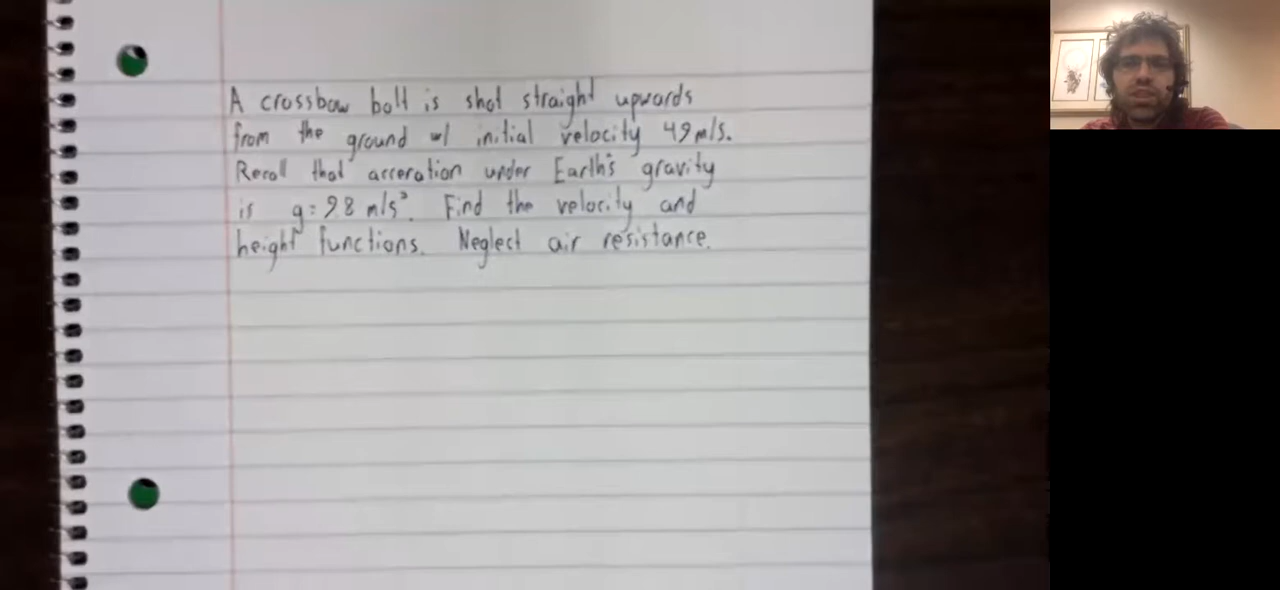 A crossbow bolt is shot straight upwards
from the ground w/ initial velocity 49 m/s.
Recall that acceration under Earth's gravity
is g = 9.8 m/s². Find the velocity and
height functions. Neglect air resistance.